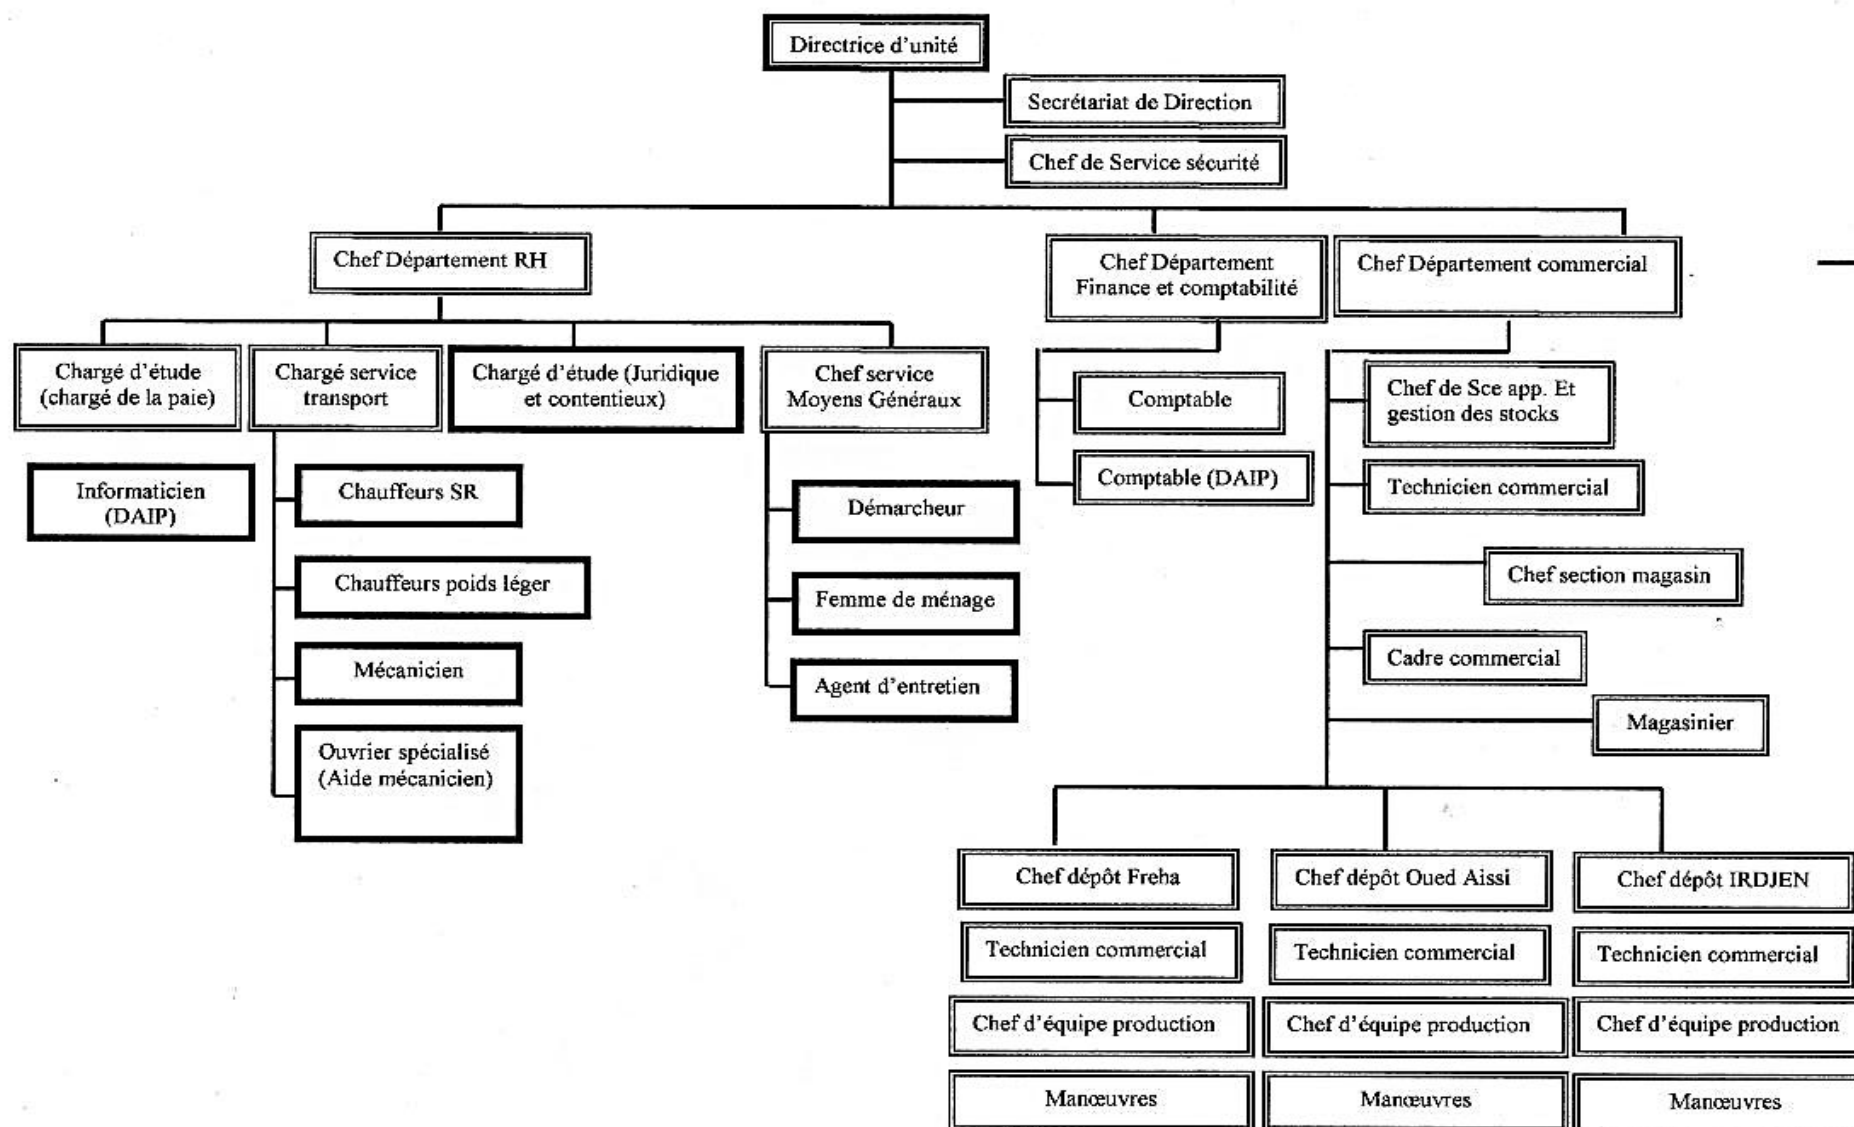 Directrice d'unité
Secrétariat de Direction
Chef de Service sécurité
Chef Département RH
Chef Département
Finance et comptabilité
Chef Département commercial
Chargé d'étude
(chargé de la paie)
Chargé service
transport
Chargé d'étude (Juridique
et contentieux)
Chef service
Moyens Généraux
Informaticien
(DAIP)
Chauffeurs SR
Chauffeurs poids léger
Mécanicien
Ouvrier spécialisé
(Aide mécanicien)
Démarcheur
Femme de ménage
Agent d'entretien
Comptable
Comptable (DAIP)
Chef de Sce app. Et
gestion des stocks
Technicien commercial
Chef section magasin
Cadre commercial
Magasinier
Chef dépôt Freha
Technicien commercial
Chef d'équipe production
Manœuvres
Chef dépôt Oued Aissi
Technicien commercial
Chef d'équipe production
Manœuvres
Chef dépôt IRDJEN
Technicien commercial
Chef d'équipe production
Manœuvres